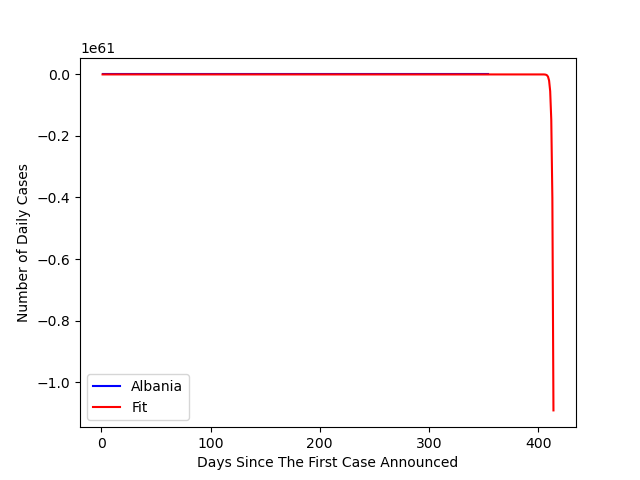 1e61
0.0
−0.2
−0.4
−0.6
−0.8
−1.0
Number of Daily Cases
Albania
Fit
0 100 200 300 400
Days Since The First Case Announced